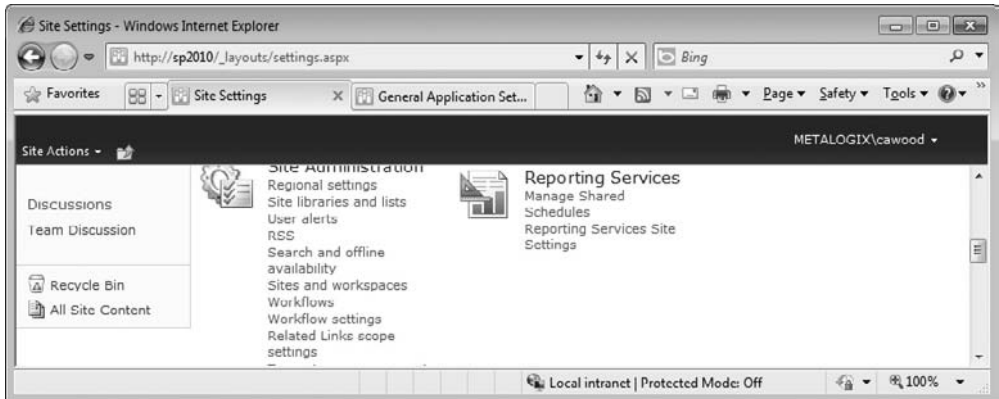 Site Settings - Windows Internet Explorer
http://sp2010/_layouts/settings.aspx
Bing
Favorites
Site Settings
General Application Set...
Page
Safety
Tools
METALOGIX\cawood
Site Actions
Discussions
Team Discussion
Recycle Bin
All Site Content
Site Administration
Regional settings
Site libraries and lists
User alerts
RSS
Search and offline
availability
Sites and workspaces
Workflows
Workflow settings
Related Links scope
settings
Reporting Services
Manage Shared
Schedules
Reporting Services Site
Settings
Local intranet | Protected Mode: Off
100%